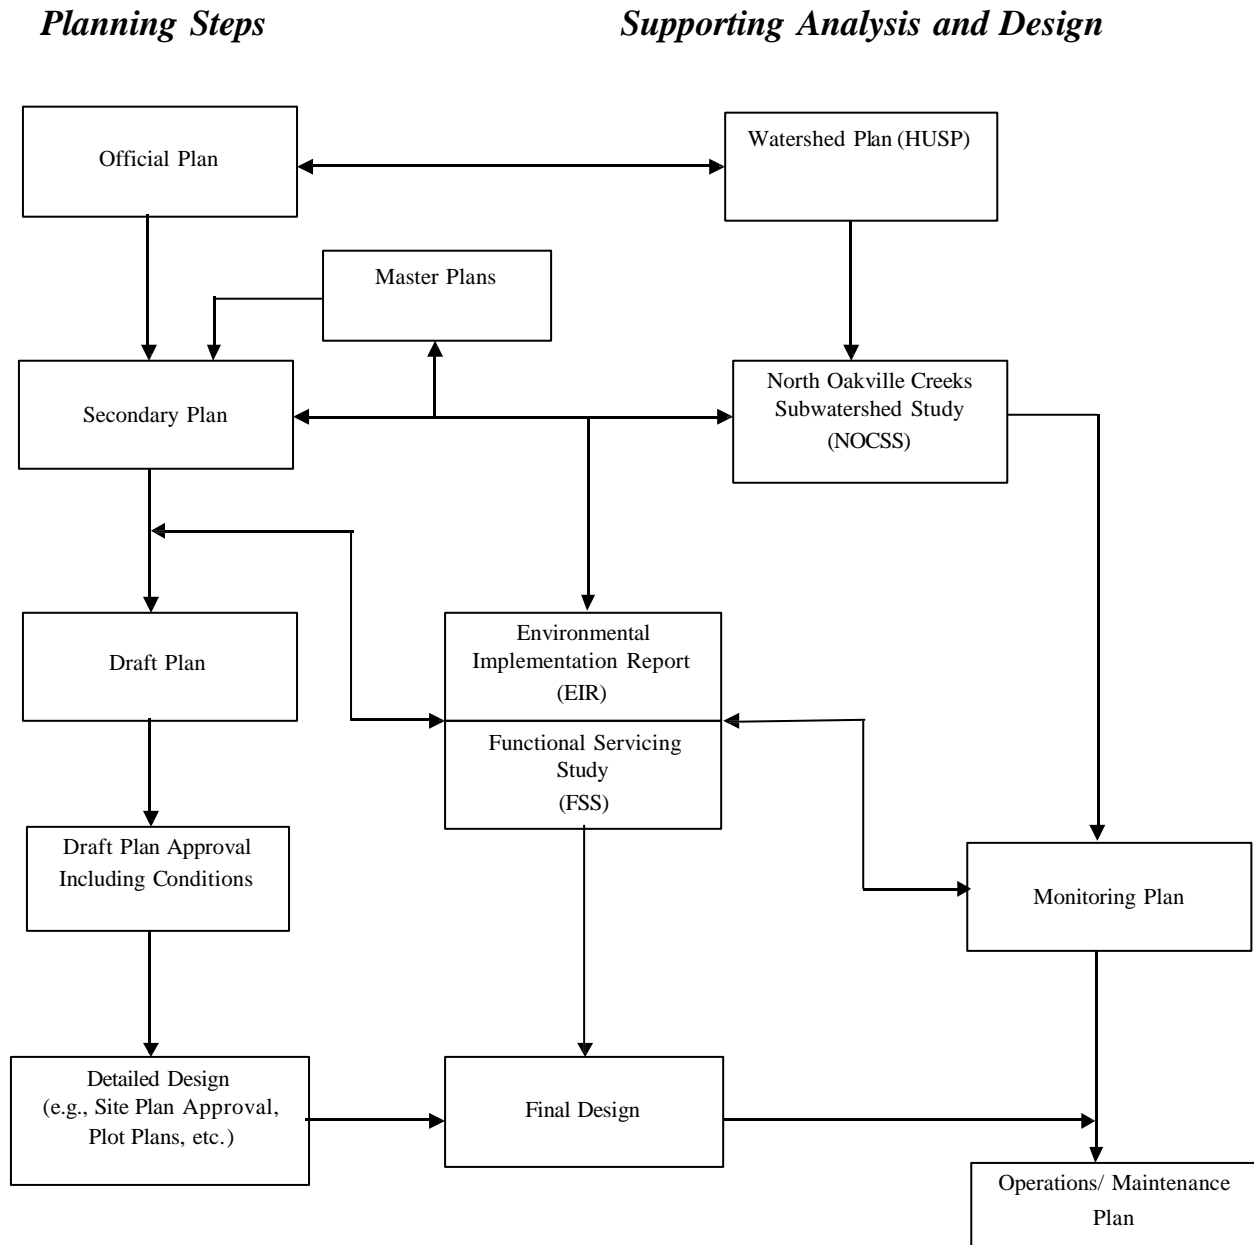 Planning Steps
Supporting Analysis and Design
Official Plan
Watershed Plan (HUSP)
Master Plans
Secondary Plan
North Oakville Creeks
Subwatershed Study
(NOCSS)
Draft Plan
Environmental
Implementation Report
(EIR)
Functional Servicing
Study
(FSS)
Draft Plan Approval
Including Conditions
Monitoring Plan
Detailed Design
(e.g., Site Plan Approval,
Plot Plans, etc.)
Final Design
Operations/ Maintenance
Plan